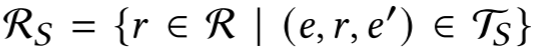 ℛ_S = {r ∈ ℛ | (e, r, e′) ∈ 𝒯_S}